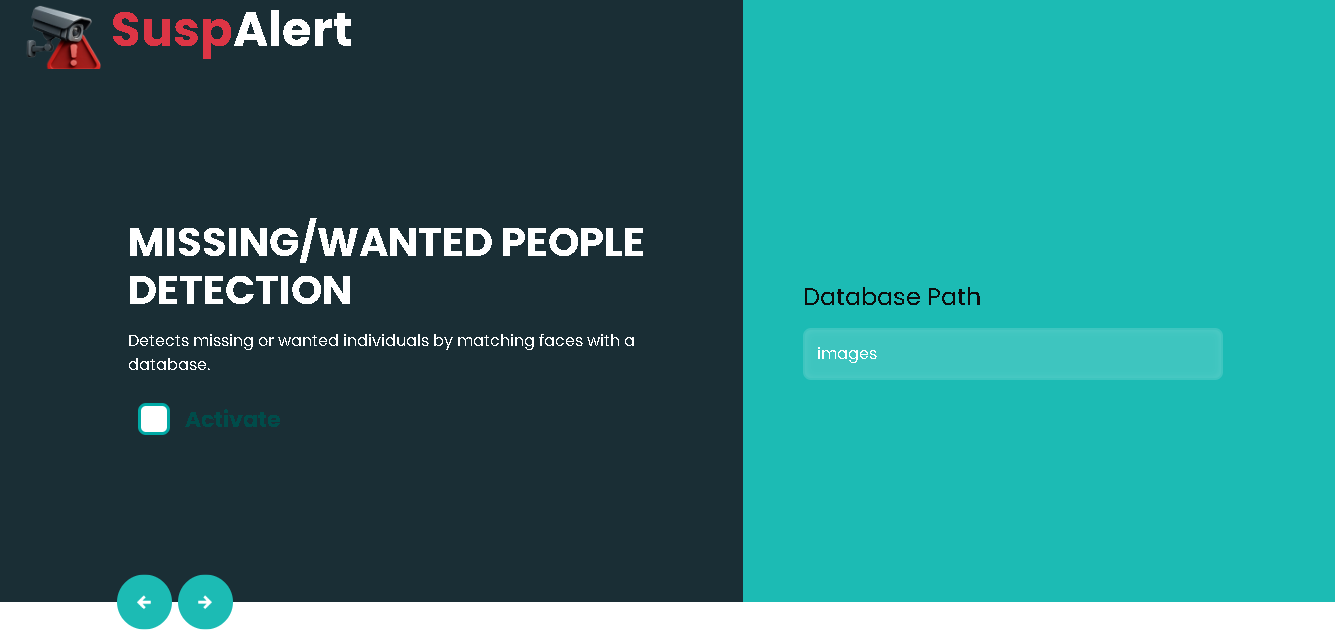 SuspAlert
MISSING/WANTED PEOPLE
DETECTION
Detects missing or wanted individuals by matching faces with a
database.
Activate
Database Path
images